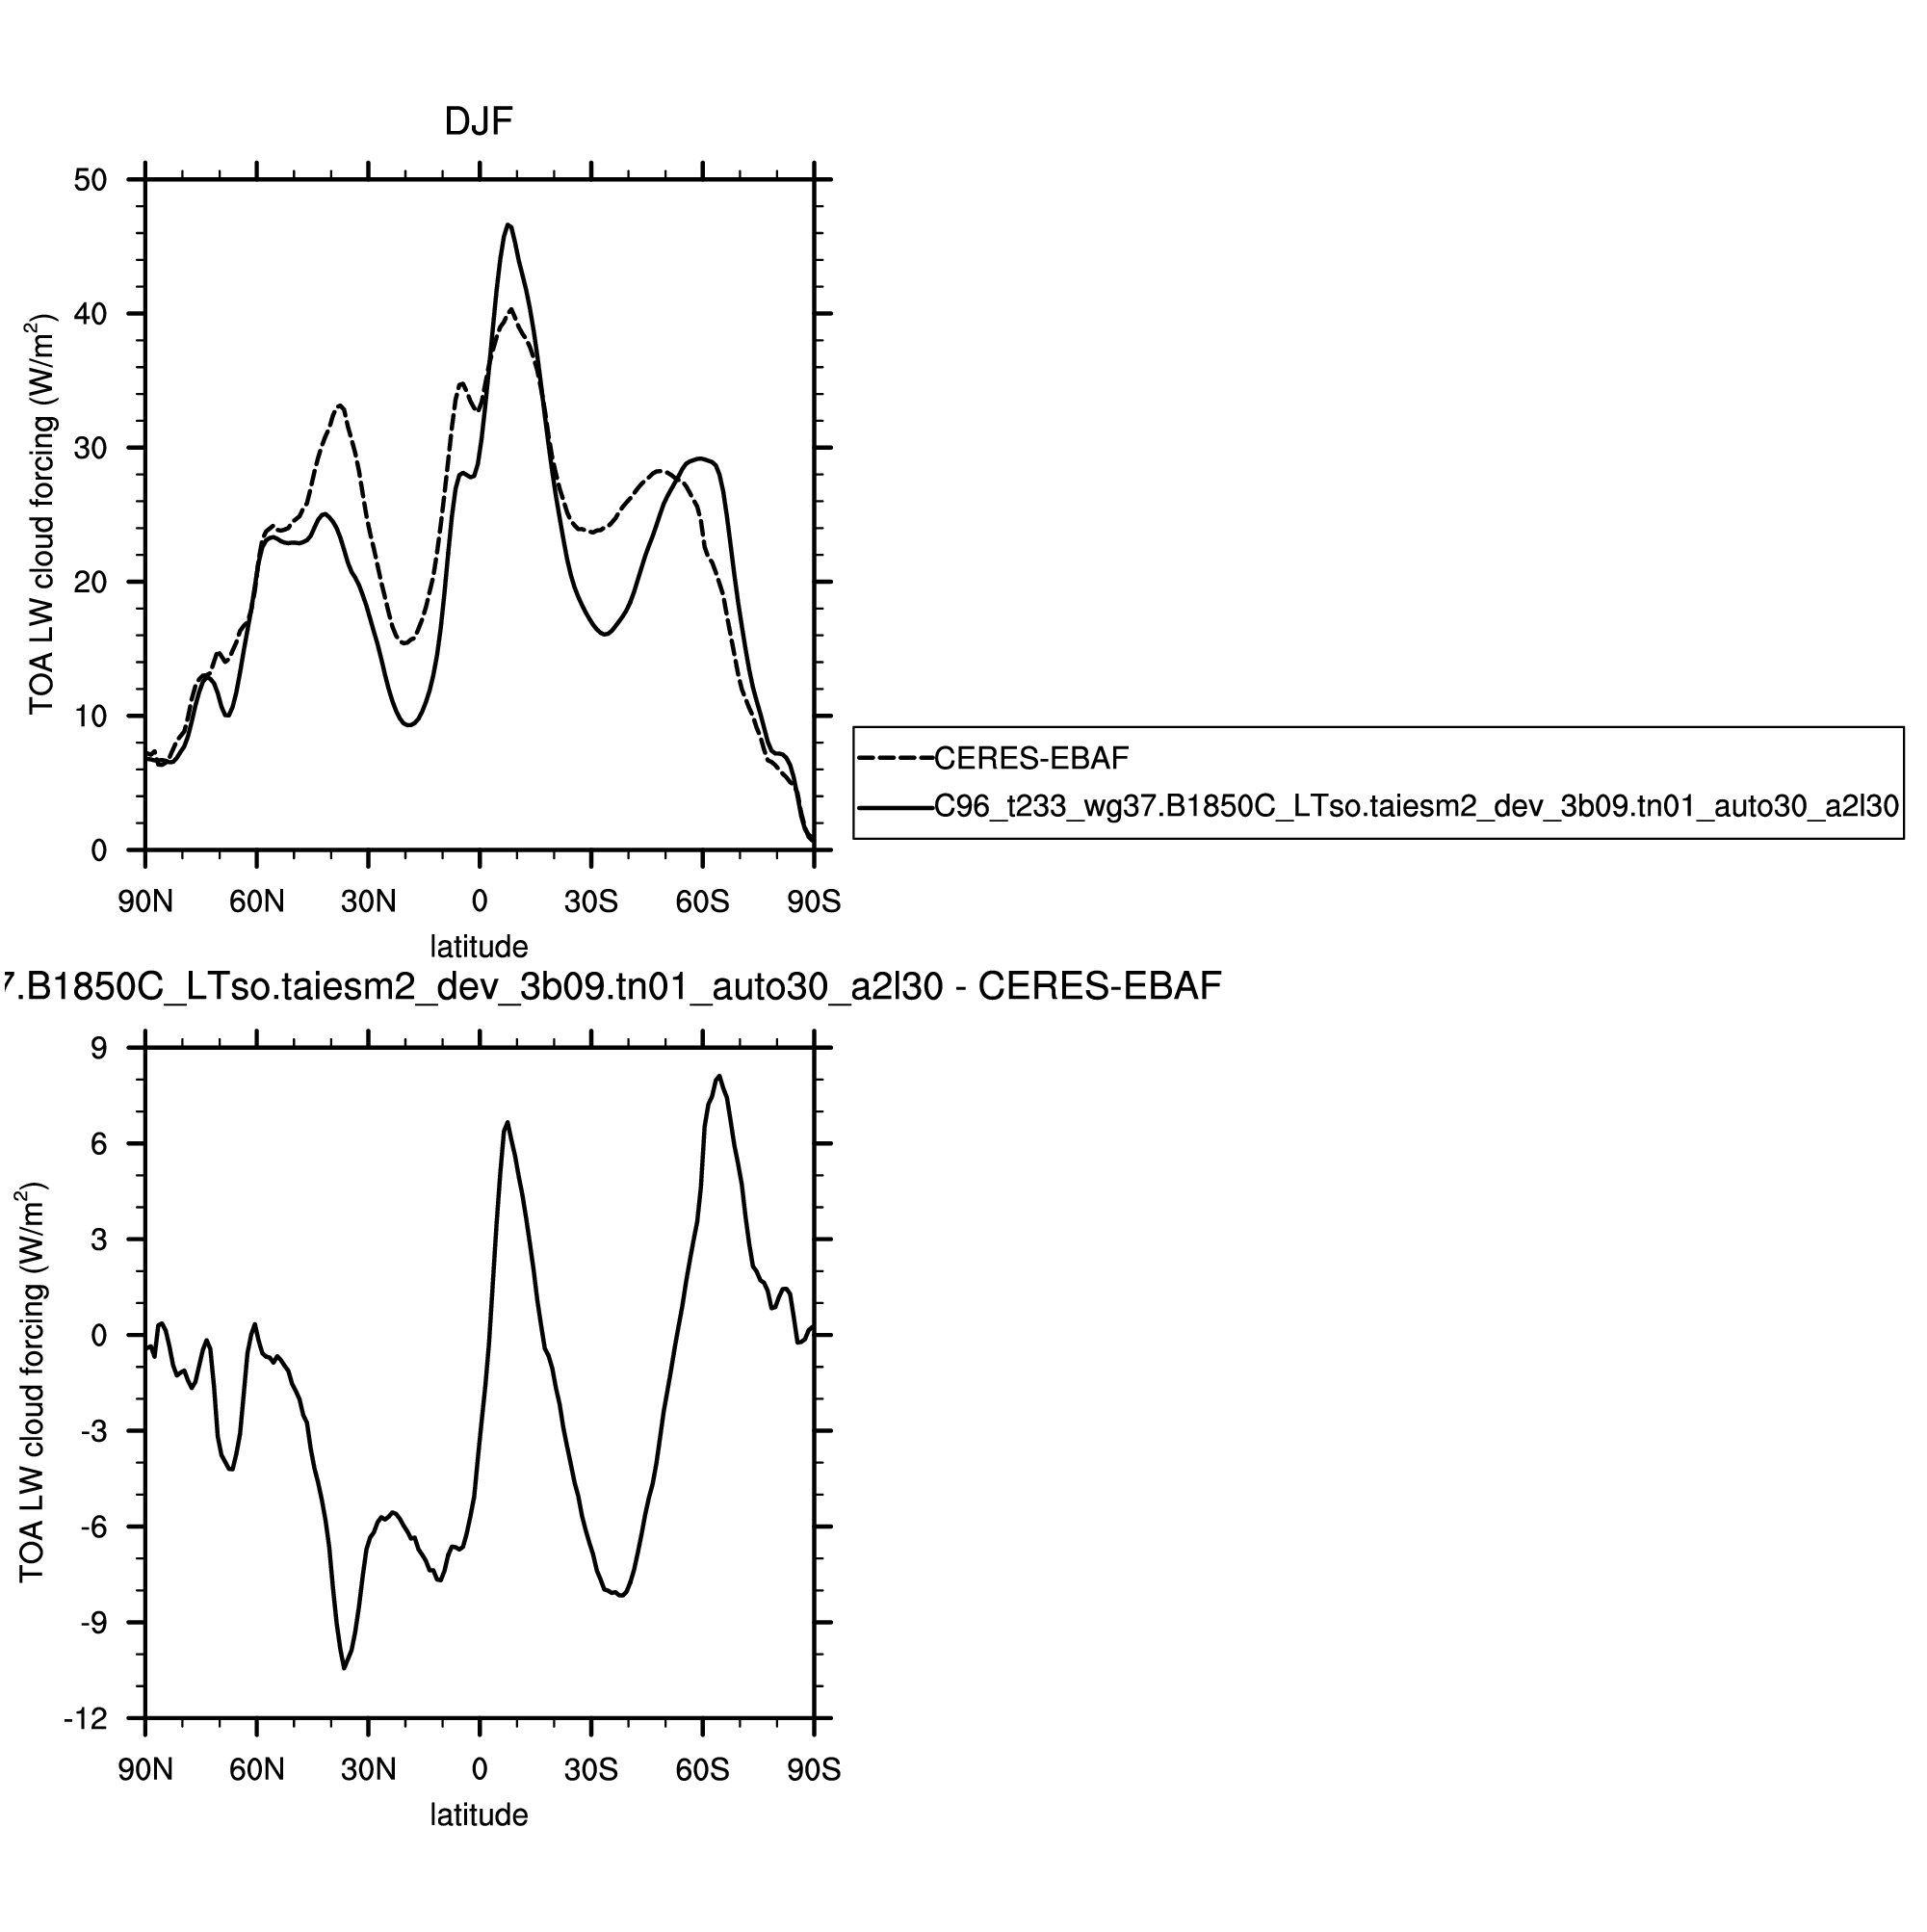 DJF
50
40
30
20
10
0
TOA LW cloud forcing (W/m²)
90N 60N 30N 0 30S 60S 90S
latitude
CERES-EBAF
C96_t233_wg37.B1850C_LTso.taiesm2_dev_3b09.tn01_auto30_a2l30
7.B1850C_LTso.taiesm2_dev_3b09.tn01_auto30_a2l30 - CERES-EBAF
9
6
3
0
-3
-6
-9
-12
TOA LW cloud forcing (W/m²)
90N 60N 30N 0 30S 60S 90S
latitude